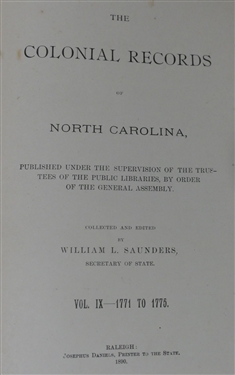 THE
COLONIAL RECORDS
OF
NORTH CAROLINA,
PUBLISHED UNDER THE SUPERVISION OF THE TRUS-
TEES OF THE PUBLIC LIBRARIES, BY ORDER
OF THE GENERAL ASSEMBLY.
COLLECTED AND EDITED
BY
WILLIAM L. SAUNDERS,
SECRETARY OF STATE.
VOL. IX—1771 TO 1775.
RALEIGH:
JOSEPHUS DANIELS, PRINTER TO THE STATE,
1890.